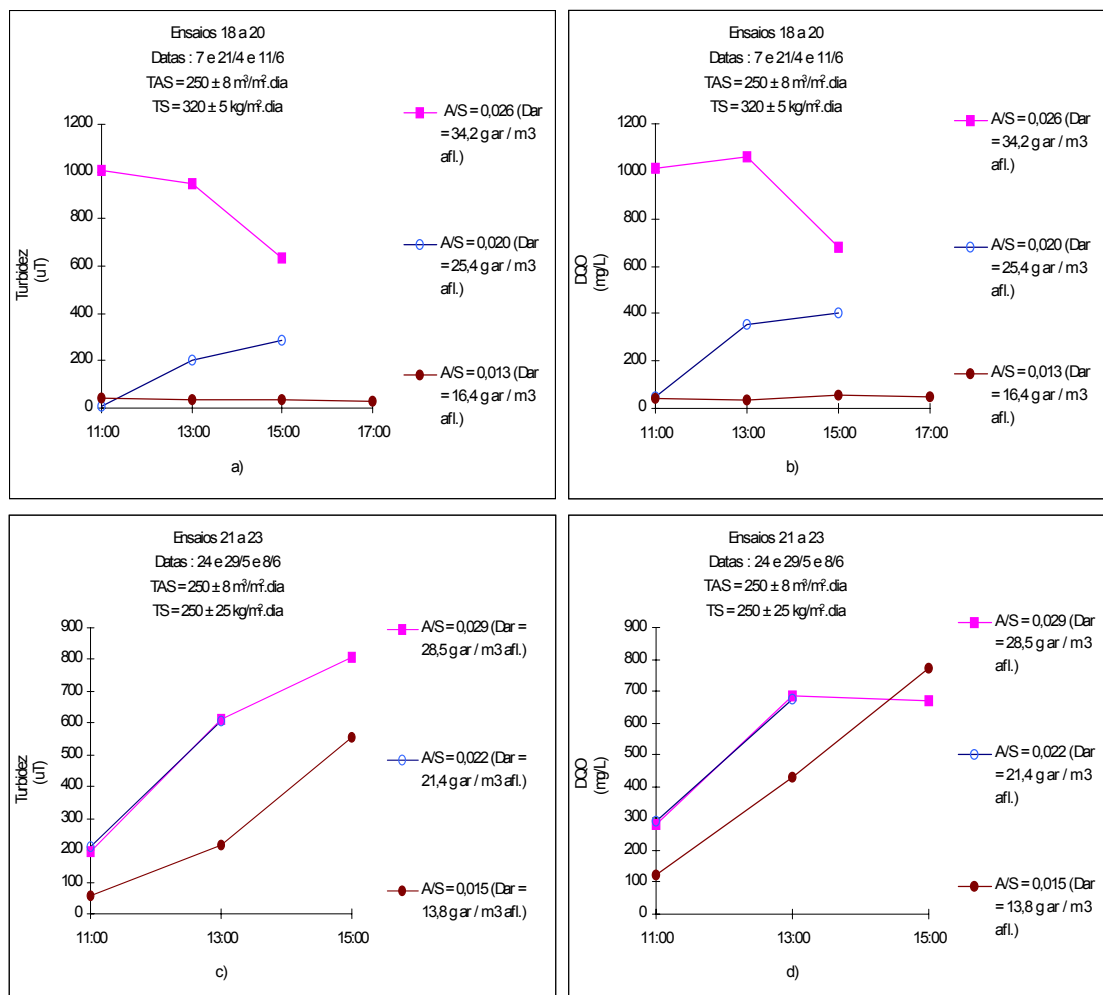 Ensaios 18 a 20
Datas : 7 e 21/4 e 11/6
TAS = 250 ± 8 m³/m².dia
TS = 320 ± 5 kg/m².dia
1200
1000
800
600
400
200
0
Turbidez
(uT)
11:00 13:00 15:00 17:00
A/S = 0,026 (Dar
= 34,2 g ar / m3
afl.)
A/S = 0,020 (Dar
= 25,4 g ar / m3
afl.)
A/S = 0,013 (Dar
= 16,4 g ar / m3
afl.)
a)
Ensaios 18 a 20
Datas : 7 e 21/4 e 11/6
TAS = 250 ± 8 m³/m².dia
TS = 320 ± 5 kg/m².dia
1200
1000
800
600
400
200
0
DQO
(mg/L)
11:00 13:00 15:00 17:00
A/S = 0,026 (Dar
= 34,2 g ar / m3
afl.)
A/S = 0,020 (Dar
= 25,4 g ar / m3
afl.)
A/S = 0,013 (Dar
= 16,4 g ar / m3
afl.)
b)
Ensaios 21 a 23
Datas : 24 e 29/5 e 8/6
TAS = 250 ± 8 m³/m².dia
TS = 250 ± 25 kg/m².dia
900
800
700
600
500
400
300
200
100
0
Turbidez
(uT)
11:00 13:00 15:00
A/S = 0,029 (Dar =
28,5 g ar / m3 afl.)
A/S = 0,022 (Dar =
21,4 g ar / m3 afl.)
A/S = 0,015 (Dar =
13,8 g ar / m3 afl.)
c)
Ensaios 21 a 23
Datas : 24 e 29/5 e 8/6
TAS = 250 ± 8 m³/m².dia
TS = 250 ± 25 kg/m².dia
900
800
700
600
500
400
300
200
100
0
DQO
(mg/L)
11:00 13:00 15:00
A/S = 0,029 (Dar
= 28,5 g ar / m3
afl.)
A/S = 0,022 (Dar
= 21,4 g ar / m3
afl.)
A/S = 0,015 (Dar
= 13,8 g ar / m3
afl.)
d)